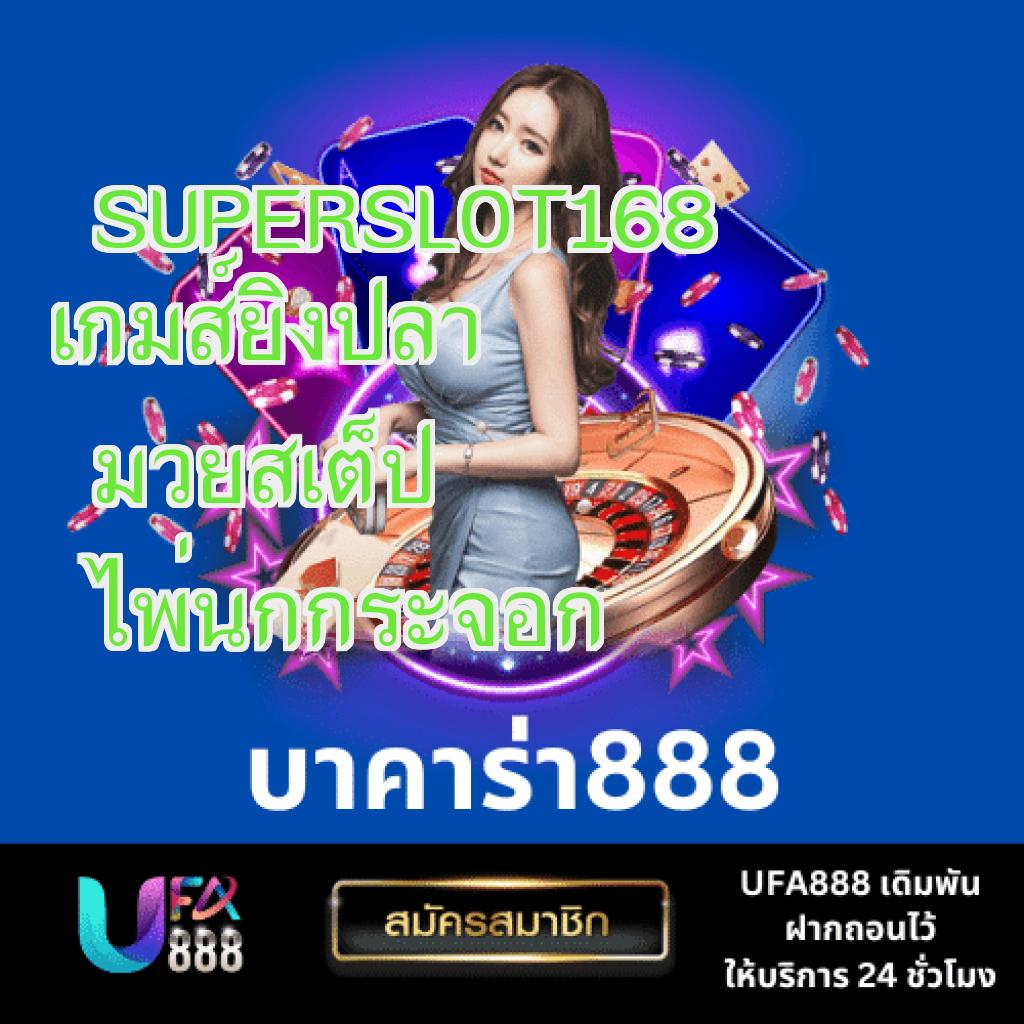 SUPERSLOT168
เกมส์ยิงปลา
มวยสเต็ป
ไพ่นกกระจอก
บาคาร่า888
UFA
888
สมัครสมาชิก
UFA888 เดิมพัน
ฝากถอนไว้
ให้บริการ 24 ชั่วโมง